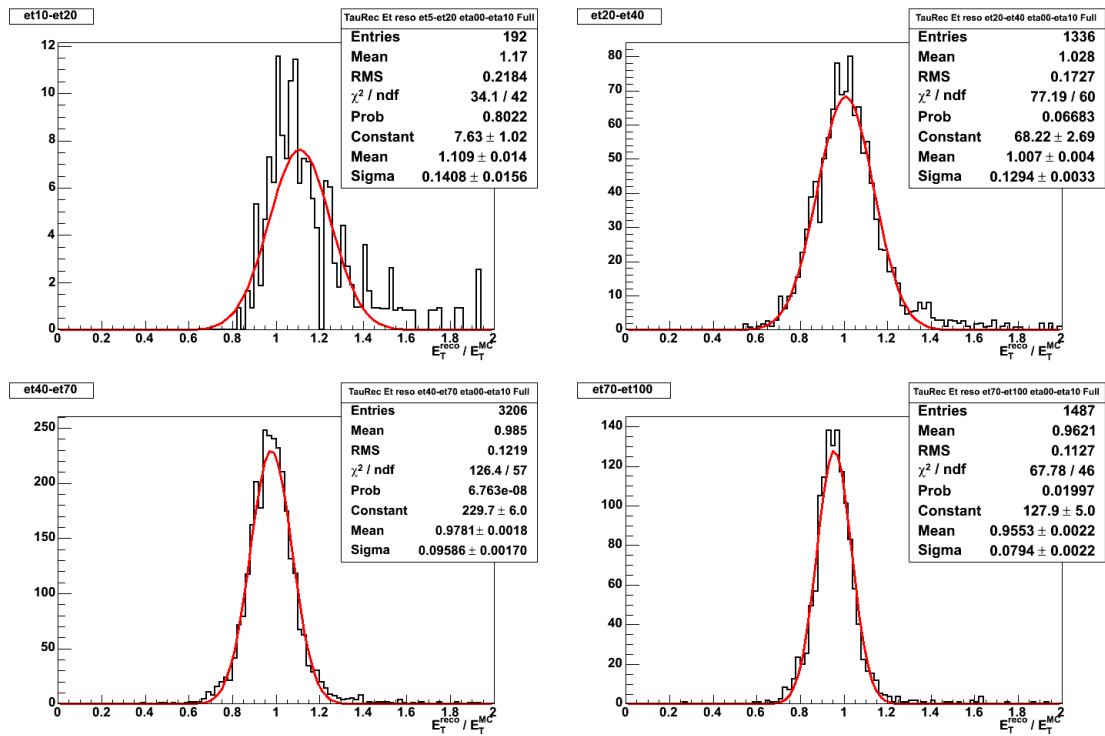 et10-et20
TauRec Et reso et5-et20 eta00-eta10 Full
Entries 192
Mean 1.17
RMS 0.2184
χ² / ndf 34.1 / 42
Prob 0.8022
Constant 7.63 ± 1.02
Mean 1.109 ± 0.014
Sigma 0.1408 ± 0.0156
12
10
8
6
4
2
0
0 0.2 0.4 0.6 0.8 1 1.2 1.4 1.6 1.8 2
E_T^reco / E_T^MC
et20-et40
TauRec Et reso et20-et40 eta00-eta10 Full
Entries 1336
Mean 1.028
RMS 0.1727
χ² / ndf 77.19 / 60
Prob 0.06683
Constant 68.22 ± 2.69
Mean 1.007 ± 0.004
Sigma 0.1294 ± 0.0033
80
70
60
50
40
30
20
10
0
0 0.2 0.4 0.6 0.8 1 1.2 1.4 1.6 1.8 2
E_T^reco / E_T^MC
et40-et70
TauRec Et reso et40-et70 eta00-eta10 Full
Entries 3206
Mean 0.985
RMS 0.1219
χ² / ndf 126.4 / 57
Prob 6.763e-08
Constant 229.7 ± 6.0
Mean 0.9781 ± 0.0018
Sigma 0.09586 ± 0.00170
250
200
150
100
50
0
0 0.2 0.4 0.6 0.8 1 1.2 1.4 1.6 1.8 2
E_T^reco / E_T^MC
et70-et100
TauRec Et reso et70-et100 eta00-eta10 Full
Entries 1487
Mean 0.9621
RMS 0.1127
χ² / ndf 67.78 / 46
Prob 0.01997
Constant 127.9 ± 5.0
Mean 0.9553 ± 0.0022
Sigma 0.0794 ± 0.0022
140
120
100
80
60
40
20
0
0 0.2 0.4 0.6 0.8 1 1.2 1.4 1.6 1.8 2
E_T^reco / E_T^MC